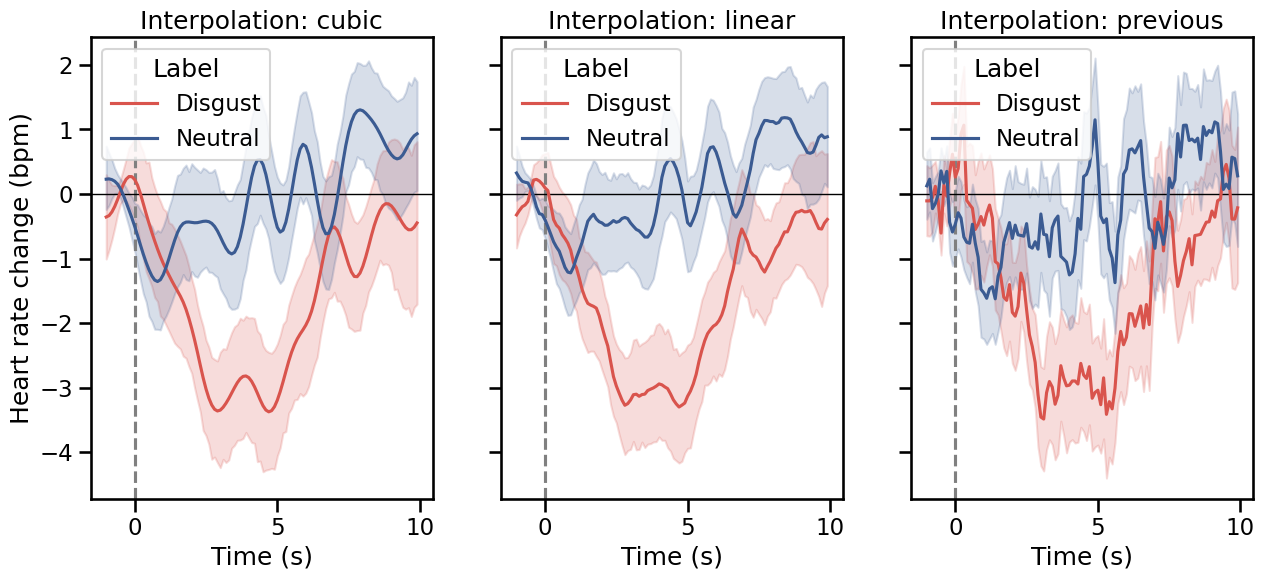 Interpolation: cubic
Interpolation: linear
Interpolation: previous
Heart rate change (bpm)
2
1
0
−1
−2
−3
−4
Label
Disgust
Neutral
Label
Disgust
Neutral
Label
Disgust
Neutral
0 5 10
0 5 10
0 5 10
Time (s)
Time (s)
Time (s)